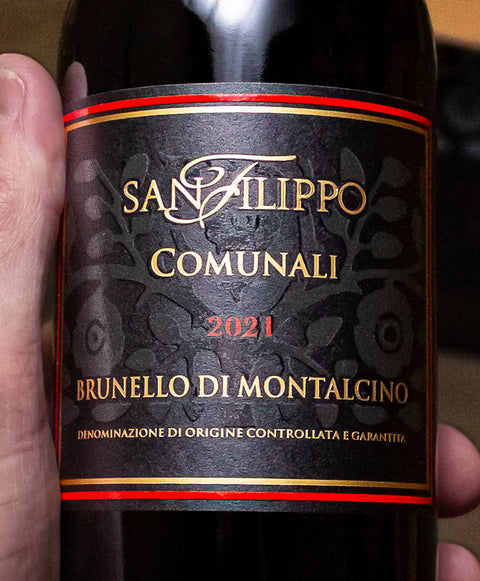 SANFILIPPO
COMUNALI
2021
BRUNELLO DI MONTALCINO
DENOMINAZIONE DI ORIGINE CONTROLLATA E GARANTITA